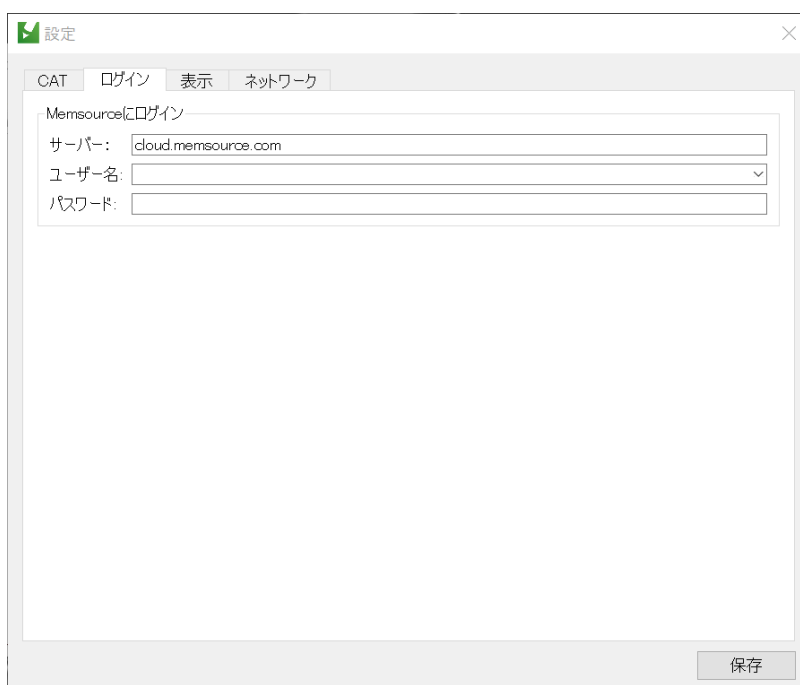 設定
CAT ログイン 表示 ネットワーク
Memsourceにログイン
サーバー: cloud.memsource.com
ユーザー名:
パスワード:
保存